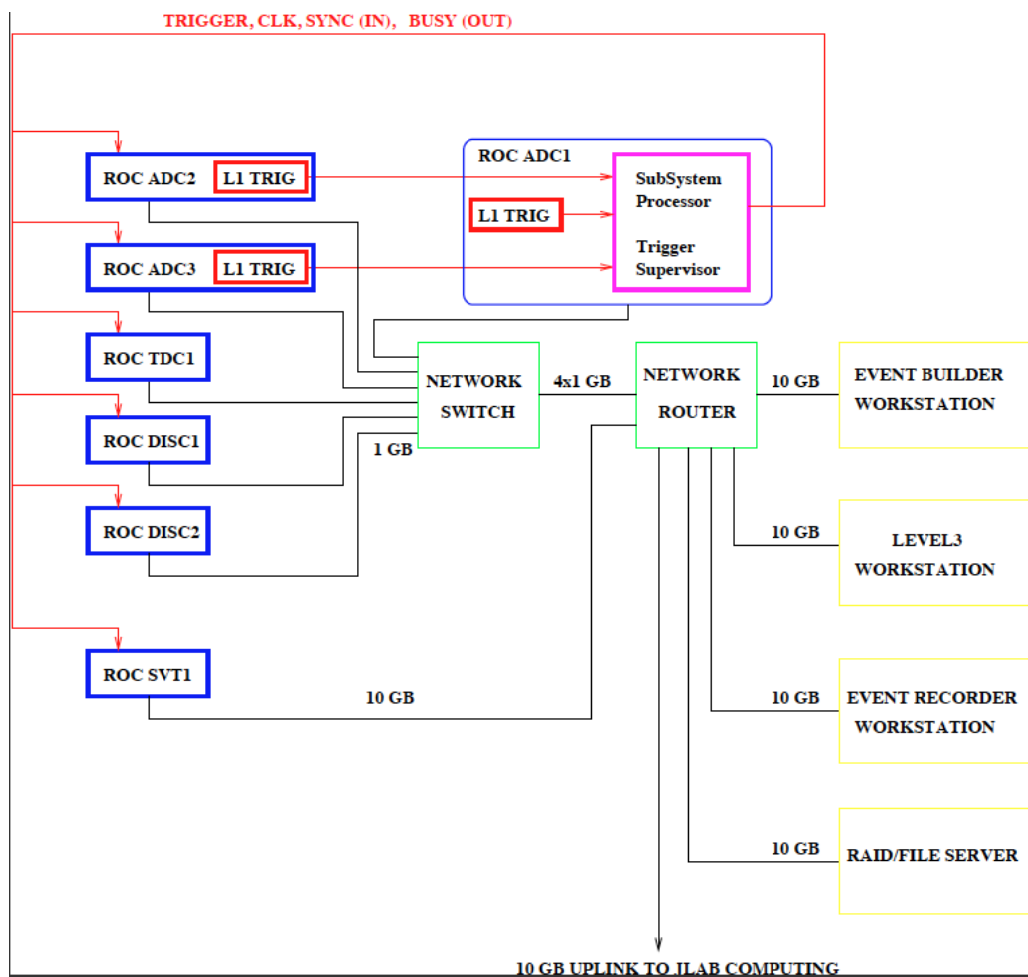 TRIGGER, CLK, SYNC (IN), BUSY (OUT)
ROC ADC2
L1 TRIG
ROC ADC1
L1 TRIG
SubSystem
Processor
Trigger
Supervisor
ROC ADC3
L1 TRIG
ROC TDC1
ROC DISC1
ROC DISC2
ROC SVT1
1 GB
10 GB
NETWORK
SWITCH
4x1 GB
NETWORK
ROUTER
10 GB
EVENT BUILDER
WORKSTATION
10 GB
LEVEL3
WORKSTATION
10 GB
EVENT RECORDER
WORKSTATION
10 GB
RAID/FILE SERVER
10 GB UPLINK TO JLAB COMPUTING